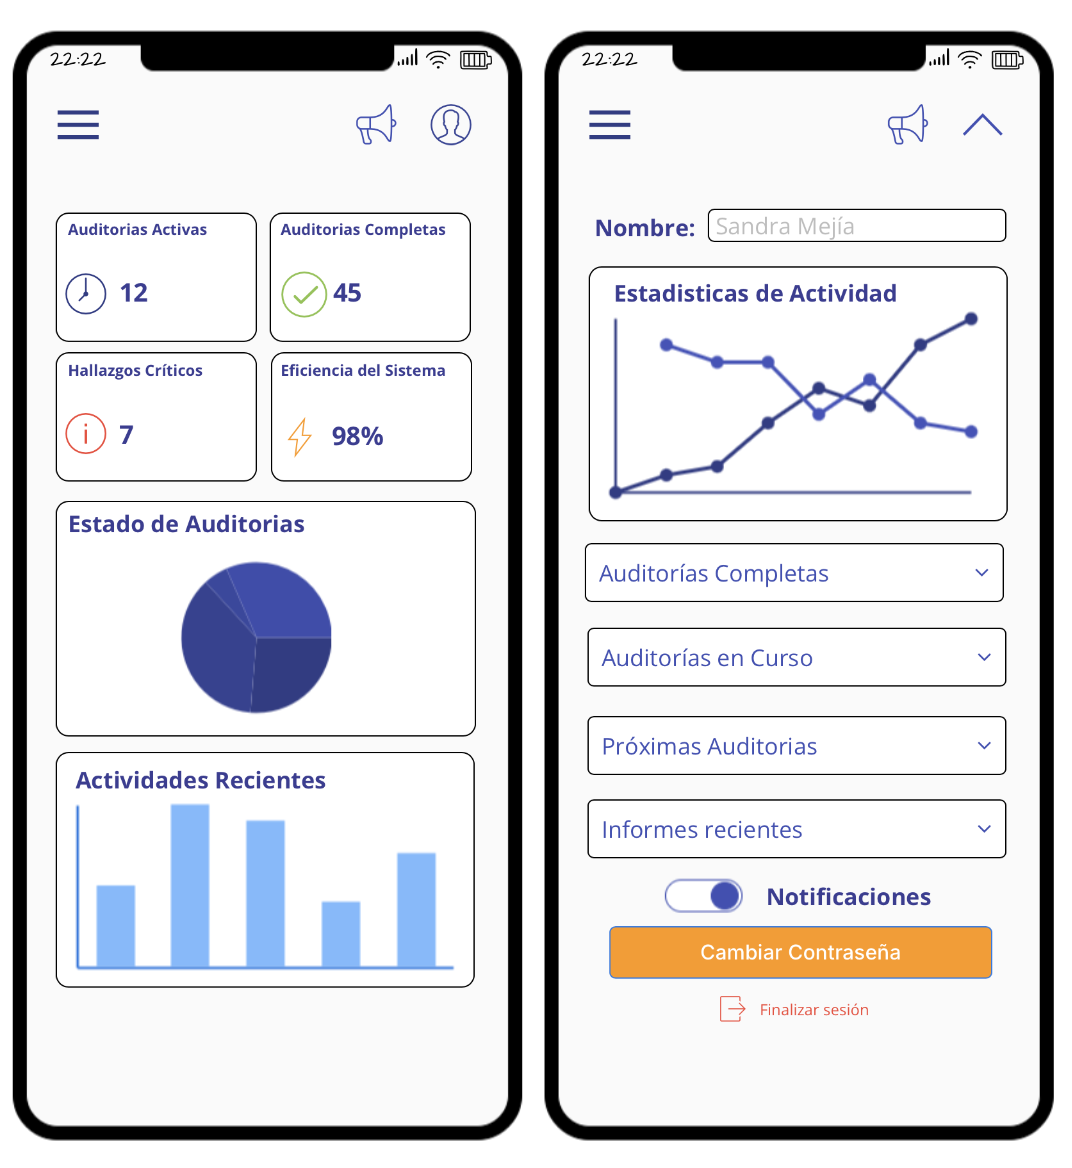 22:22
Auditorias Activas
12
Auditorias Completas
45
Hallazgos Críticos
7
Eficiencia del Sistema
98%
Estado de Auditorias
Actividades Recientes
22:22
Nombre: Sandra Mejía
Estadisticas de Actividad
Auditorías Completas
Auditorías en Curso
Próximas Auditorias
Informes recientes
Notificaciones
Cambiar Contraseña
Finalizar sesión